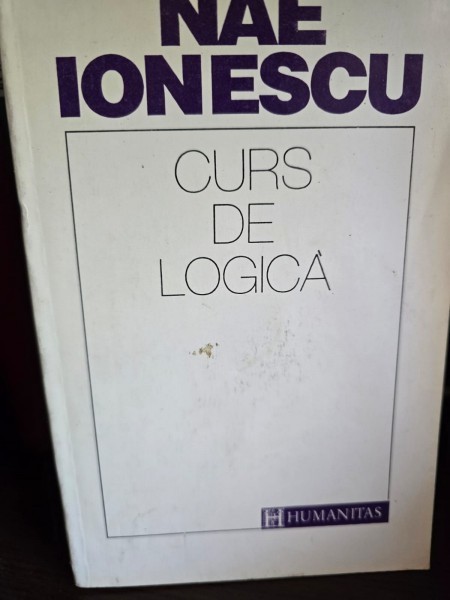 NAE
IONESCU
CURS
DE
LOGICĂ
HUMANITAS